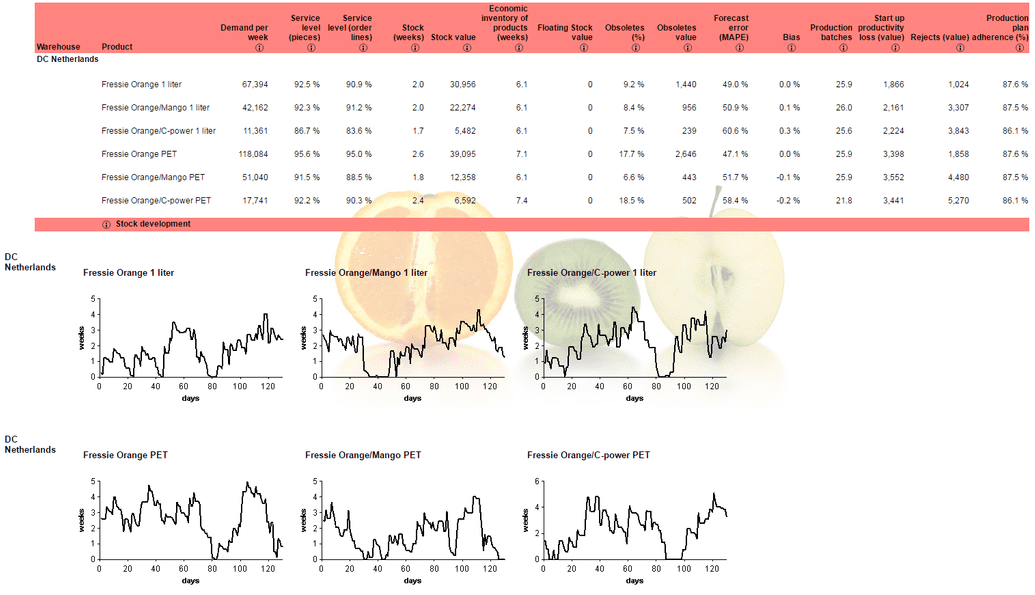 Warehouse Product Demand per week ⓘ Service level (pieces) ⓘ Service level (order lines) ⓘ Stock (weeks) ⓘ Stock value ⓘ Economic inventory of products (weeks) ⓘ Floating Stock value ⓘ Obsoletes (%) ⓘ Obsoletes value ⓘ Forecast error (MAPE) ⓘ Bias ⓘ Production batches ⓘ Start up productivity loss (value) ⓘ Rejects (value) ⓘ Production plan adherence (%) ⓘ
DC Netherlands
Fressie Orange 1 liter 67,394 92.5 % 90.9 % 2.0 30,956 6.1 0 9.2 % 1,440 49.0 % 0.0 % 25.9 1,866 1,024 87.6 %
Fressie Orange/Mango 1 liter 42,162 92.3 % 91.2 % 2.0 22,274 6.1 0 8.4 % 956 50.9 % 0.1 % 26.0 2,161 3,307 87.5 %
Fressie Orange/C-power 1 liter 11,361 86.7 % 83.6 % 1.7 5,482 6.1 0 7.5 % 239 60.6 % 0.3 % 25.6 2,224 3,843 86.1 %
Fressie Orange PET 118,084 95.6 % 95.0 % 2.6 39,095 7.1 0 17.7 % 2,646 47.1 % 0.0 % 25.9 3,398 1,858 87.6 %
Fressie Orange/Mango PET 51,040 91.5 % 88.5 % 1.8 12,358 6.1 0 6.6 % 443 51.7 % -0.1 % 25.9 3,552 4,480 87.5 %
Fressie Orange/C-power PET 17,741 92.2 % 90.3 % 2.4 6,592 7.4 0 18.5 % 502 58.4 % -0.2 % 21.8 3,441 5,270 86.1 %
ⓘ Stock development
DC
Netherlands
Fressie Orange 1 liter
5
4
3
2
1
0
weeks
0 20 40 60 80 100 120
days
Fressie Orange/Mango 1 liter
5
4
3
2
1
0
weeks
0 20 40 60 80 100 120
days
Fressie Orange/C-power 1 liter
5
4
3
2
1
0
weeks
0 20 40 60 80 100 120
days
DC
Netherlands
Fressie Orange PET
5
4
3
2
1
0
weeks
0 20 40 60 80 100 120
days
Fressie Orange/Mango PET
5
4
3
2
1
0
weeks
0 20 40 60 80 100 120
days
Fressie Orange/C-power PET
6
4
2
0
weeks
0 20 40 60 80 100 120
days